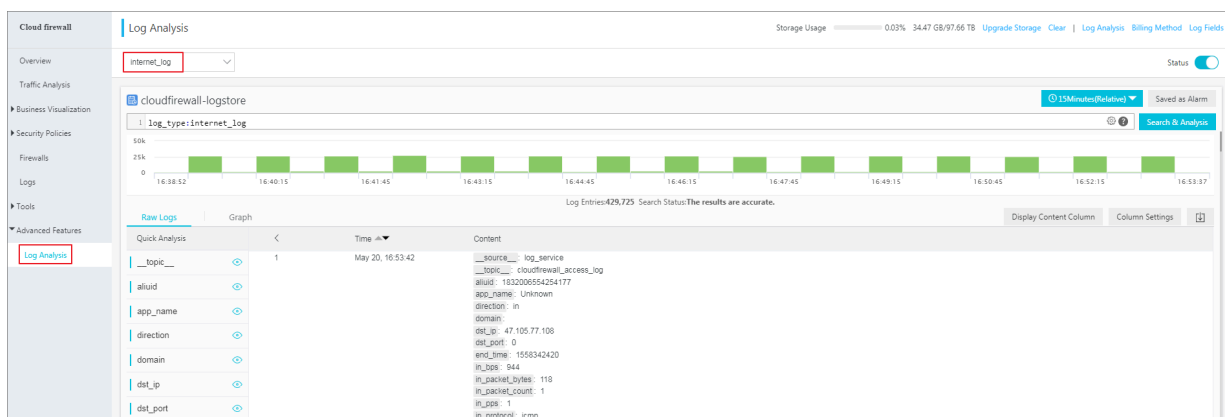 Cloud firewall
Overview
Traffic Analysis
Business Visualization
Security Policies
Firewalls
Logs
Tools
Advanced Features
Log Analysis
Log Analysis
Storage Usage 0.03% 34.47 GB/97.66 TB Upgrade Storage Clear | Log Analysis Billing Method Log Fields
internet_log
Status
cloudfirewall-logstore
15Minutes(Relative) Saved as Alarm
1 log_type:internet_log
Search & Analysis
50k
25k
0
16:38:52 16:40:15 16:41:45 16:43:15 16:44:45 16:46:15 16:47:45 16:49:15 16:50:45 16:52:15 16:53:37
Log Entries:429,725 Search Status:The results are accurate.
Raw Logs Graph
Display Content Column Column Settings
Quick Analysis < Time Content
__topic__
aliuid
app_name
direction
domain
dst_ip
dst_port
1 May 20, 16:53:42
__source__: log_service
__topic__: cloudfirewall_access_log
aliuid: 1832006554254177
app_name: Unknown
direction: in
domain:
dst_ip: 47.105.77.108
dst_port: 0
end_time: 1558342420
in_bps: 944
in_packet_bytes: 118
in_packet_count: 1
in_pps: 1
in_protocol: icmp